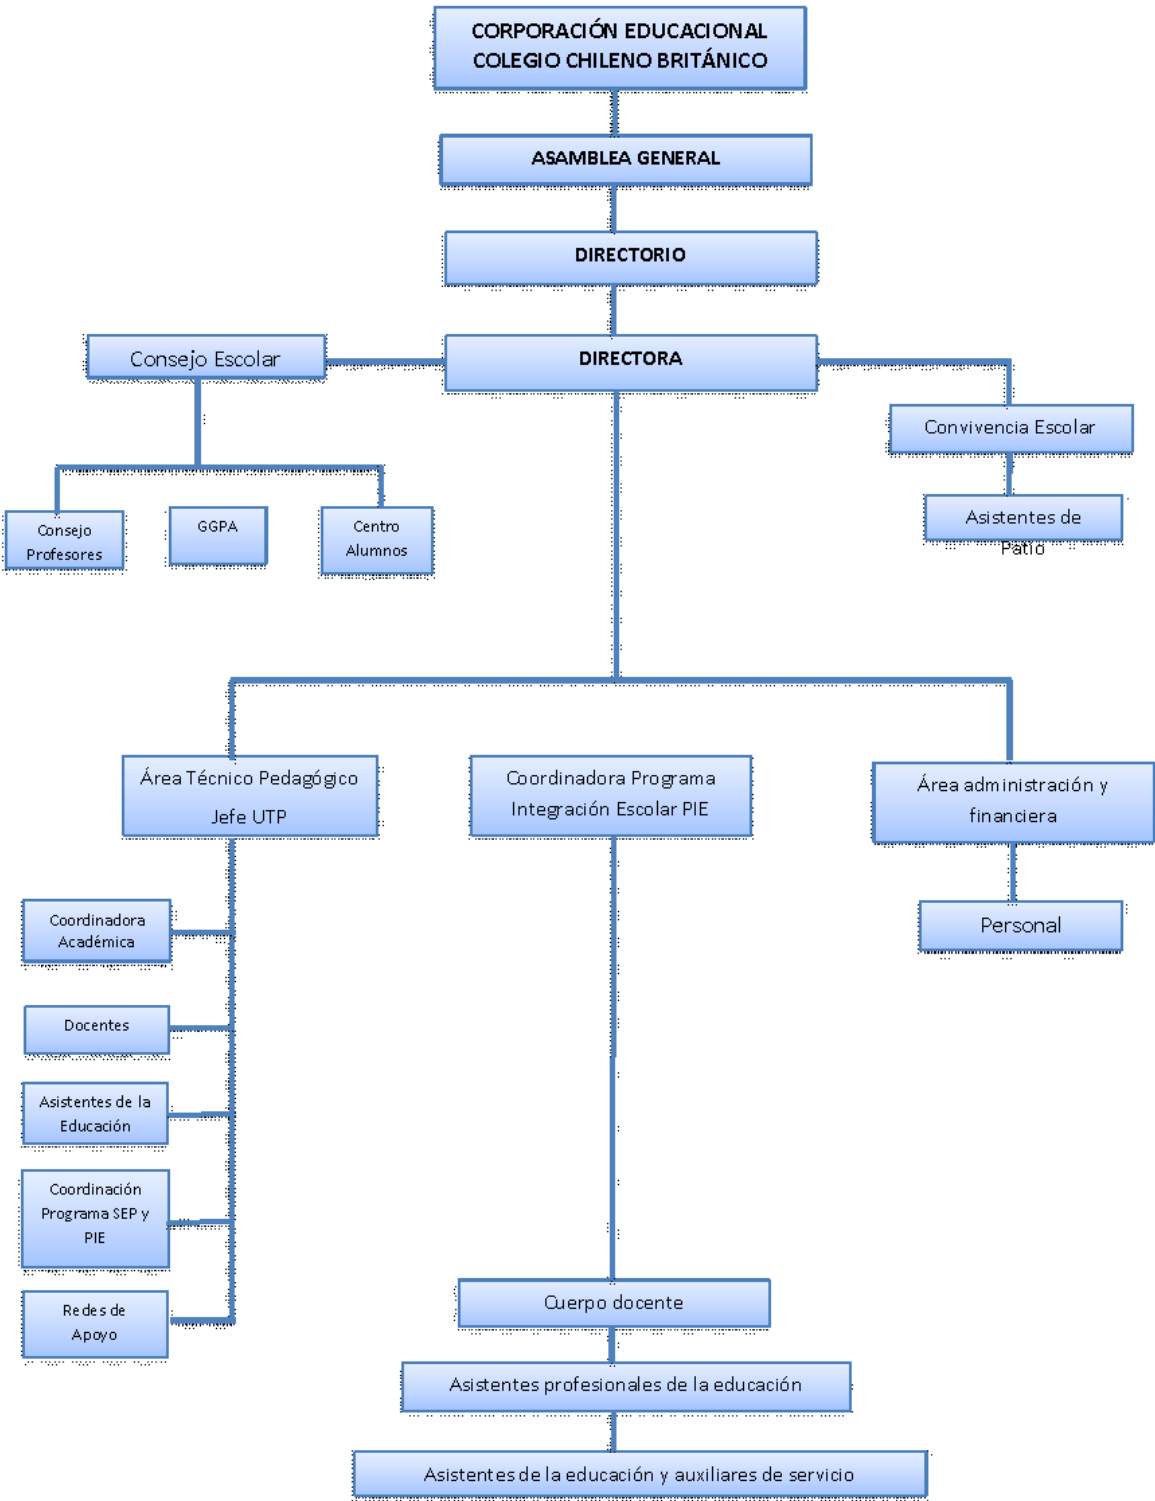 CORPORACIÓN EDUCACIONAL
COLEGIO CHILENO BRITÁNICO
ASAMBLEA GENERAL
DIRECTORIO
DIRECTORA
Consejo Escolar
Convivencia Escolar
Asistentes de
Patio
Consejo
Profesores
GGPA
Centro
Alumnos
Área Técnico Pedagógico
Jefe UTP
Coordinadora Programa
Integración Escolar PIE
Área administración y
financiera
Personal
Coordinadora
Académica
Docentes
Asistentes de la
Educación
Coordinación
Programa SEP y
PIE
Redes de
Apoyo
Cuerpo docente
Asistentes profesionales de la educación
Asistentes de la educación y auxiliares de servicio